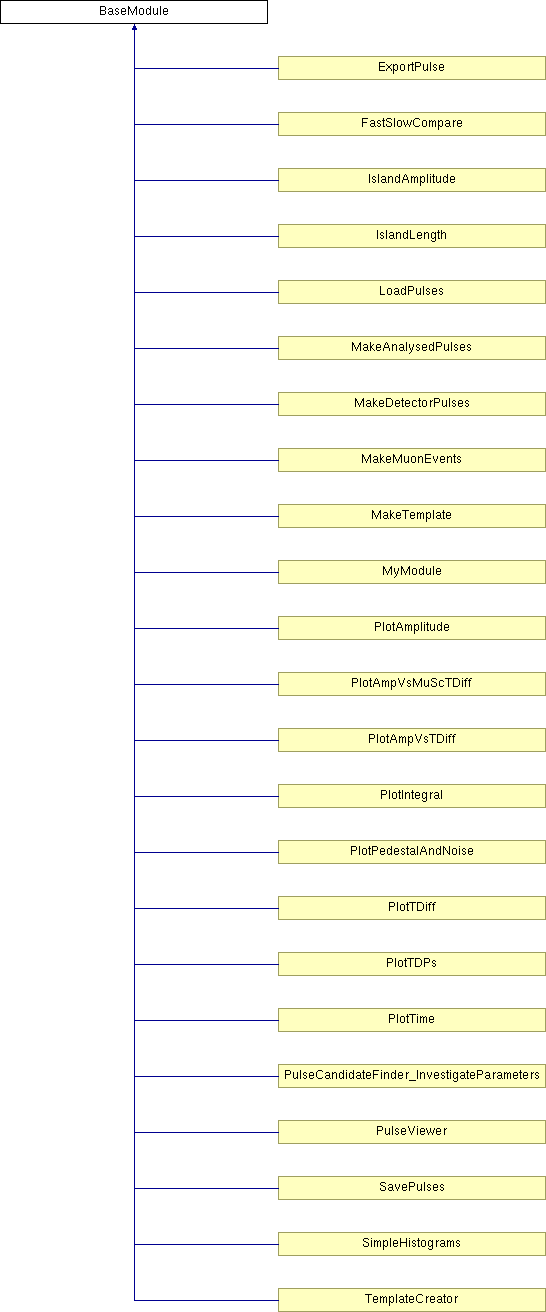 BaseModule
ExportPulse
FastSlowCompare
IslandAmplitude
IslandLength
LoadPulses
MakeAnalysedPulses
MakeDetectorPulses
MakeMuonEvents
MakeTemplate
MyModule
PlotAmplitude
PlotAmpVsMuScTDiff
PlotAmpVsTDiff
PlotIntegral
PlotPedestalAndNoise
PlotTDiff
PlotTDPs
PlotTime
PulseCandidateFinder_InvestigateParameters
PulseViewer
SavePulses
SimpleHistograms
TemplateCreator